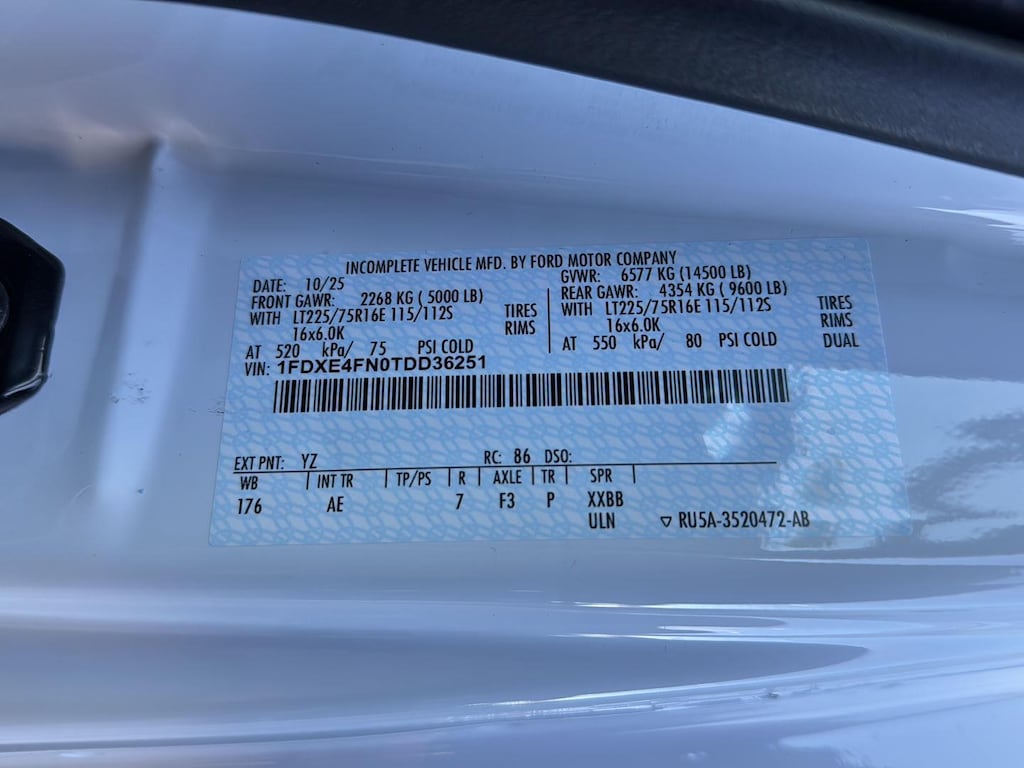 INCOMPLETE VEHICLE MFD. BY FORD MOTOR COMPANY
DATE: 10/25 GVWR: 6577 KG (14500 LB)
FRONT GAWR: 2268 KG ( 5000 LB) REAR GAWR: 4354 KG ( 9600 LB)
WITH LT225/75R16E 115/112S TIRES WITH LT225/75R16E 115/112S TIRES
16x6.0K RIMS 16x6.0K RIMS
AT 520 kPa/ 75 PSI COLD AT 550 kPa/ 80 PSI COLD DUAL
VIN: 1FDXE4FN0TDD36251
EXT PNT: YZ RC: 86 DSO:
WB INT TR TP/PS R AXLE TR SPR
176 AE 7 F3 P XXBB
ULN RU5A-3520472-AB